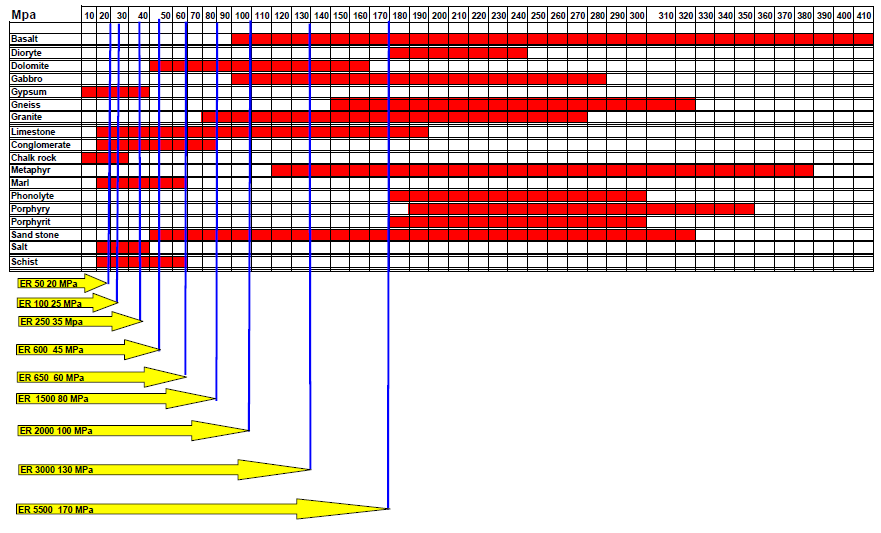 Mpa 10 20 30 40 50 60 70 80 90 100 110 120 130 140 150 160 170 180 190 200 210 220 230 240 250 260 270 280 290 300 310 320 330 340 350 360 370 380 390 400 410
Basalt
Dioryte
Dolomite
Gabbro
Gypsum
Gneiss
Granite
Limestone
Conglomerate
Chalk rock
Metaphyr
Marl
Phonolyte
Porphyry
Porphyrit
Sand stone
Salt
Schist
ER 50 20 MPa
ER 100 25 MPa
ER 250 35 Mpa
ER 600 45 MPa
ER 650 60 MPa
ER 1500 80 MPa
ER 2000 100 MPa
ER 3000 130 MPa
ER 5500 170 MPa